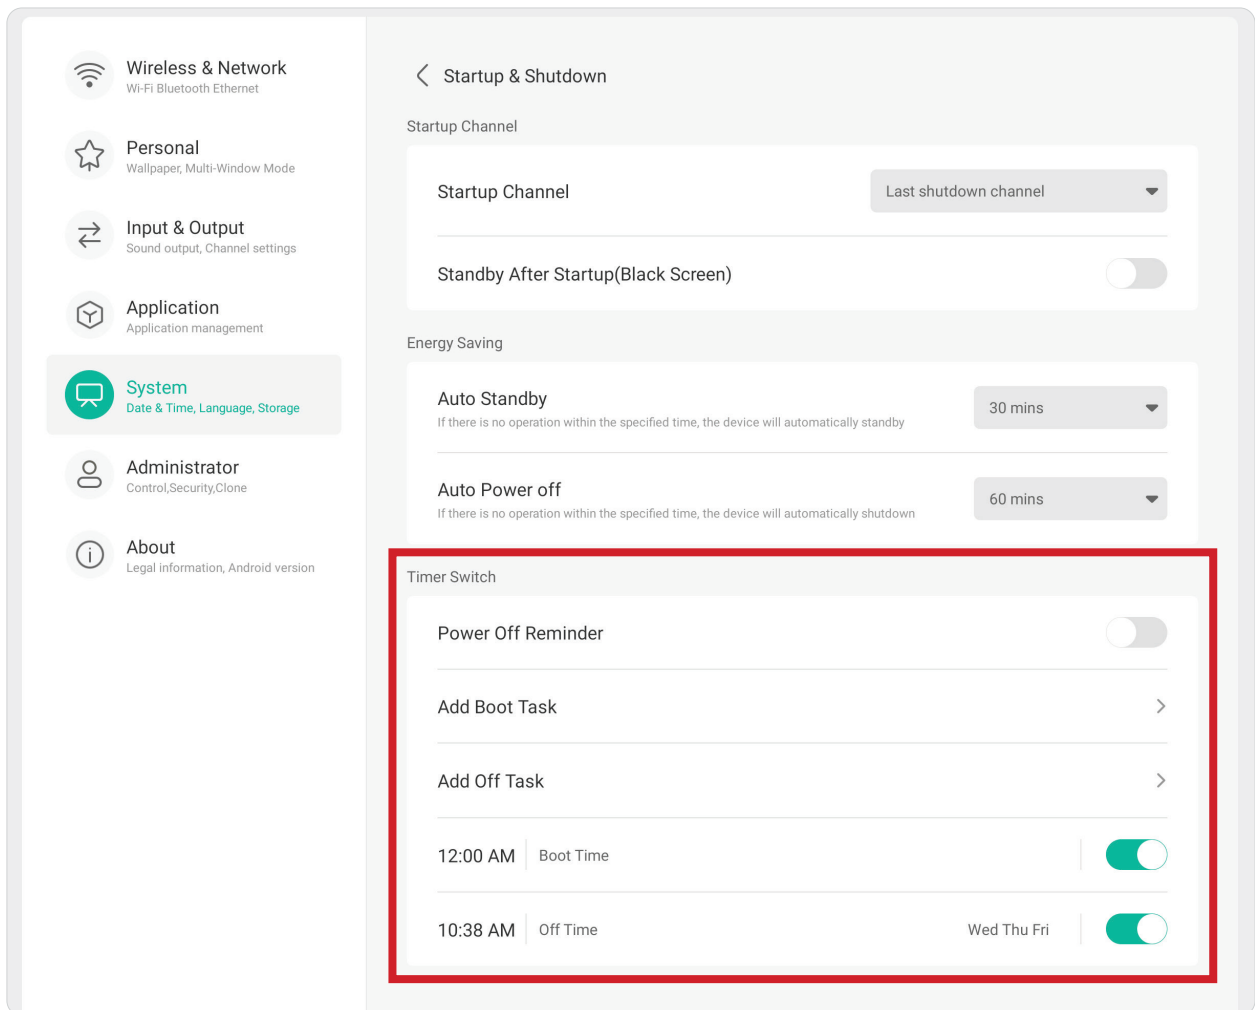 Wireless & Network
Wi-Fi Bluetooth Ethernet
Personal
Wallpaper, Multi-Window Mode
Input & Output
Sound output, Channel settings
Application
Application management
System
Date & Time, Language, Storage
Administrator
Control,Security,Clone
About
Legal information, Android version
Startup & Shutdown
Startup Channel
Startup Channel
Last shutdown channel
Standby After Startup(Black Screen)
Energy Saving
Auto Standby
If there is no operation within the specified time, the device will automatically standby
30 mins
Auto Power off
If there is no operation within the specified time, the device will automatically shutdown
60 mins
Timer Switch
Power Off Reminder
Add Boot Task
Add Off Task
12:00 AM Boot Time
10:38 AM Off Time Wed Thu Fri